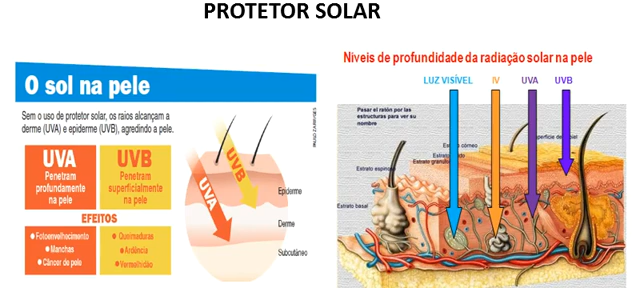 PROTETOR SOLAR
O sol na pele
Sem o uso de protetor solar, os raios alcançam a
derme (UVA) e epiderme (UVB), agredindo a pele.
UVA
Penetram
profundamente
na pele
UVB
Penetram
superficialmente
na pele
EFEITOS
• Fotoenvelhecimento
• Manchas
• Câncer de pele
• Queimaduras
• Ardência
• Vermelhidão
UVA
UVB
Epiderme
Derme
Subcutâneo
Níveis de profundidade da radiação solar na pele
LUZ VISÍVEL
IV
UVA
UVB
Pasar el ratón por las
estructuras para ver su
nombre
Estrato córneo
Estrato espinoso
Estrato basal